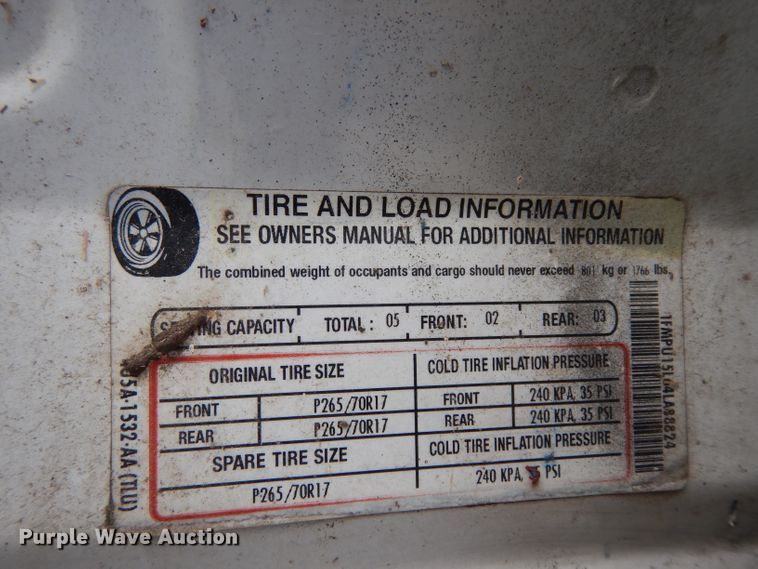 TIRE AND LOAD INFORMATION
SEE OWNERS MANUAL FOR ADDITIONAL INFORMATION
The combined weight of occupants and cargo should never exceed 801 kg or 1766 lbs.
CAPACITY TOTAL : 05 FRONT: 02 REAR: 03
ORIGINAL TIRE SIZE COLD TIRE INFLATION PRESSURE
FRONT P265/70R17 FRONT 240 KPA, 35 PSI
REAR P265/70R17 REAR 240 KPA, 35 PSI
SPARE TIRE SIZE COLD TIRE INFLATION PRESSURE
P265/70R17 240 KPA, 35 PSI
Purple Wave Auction